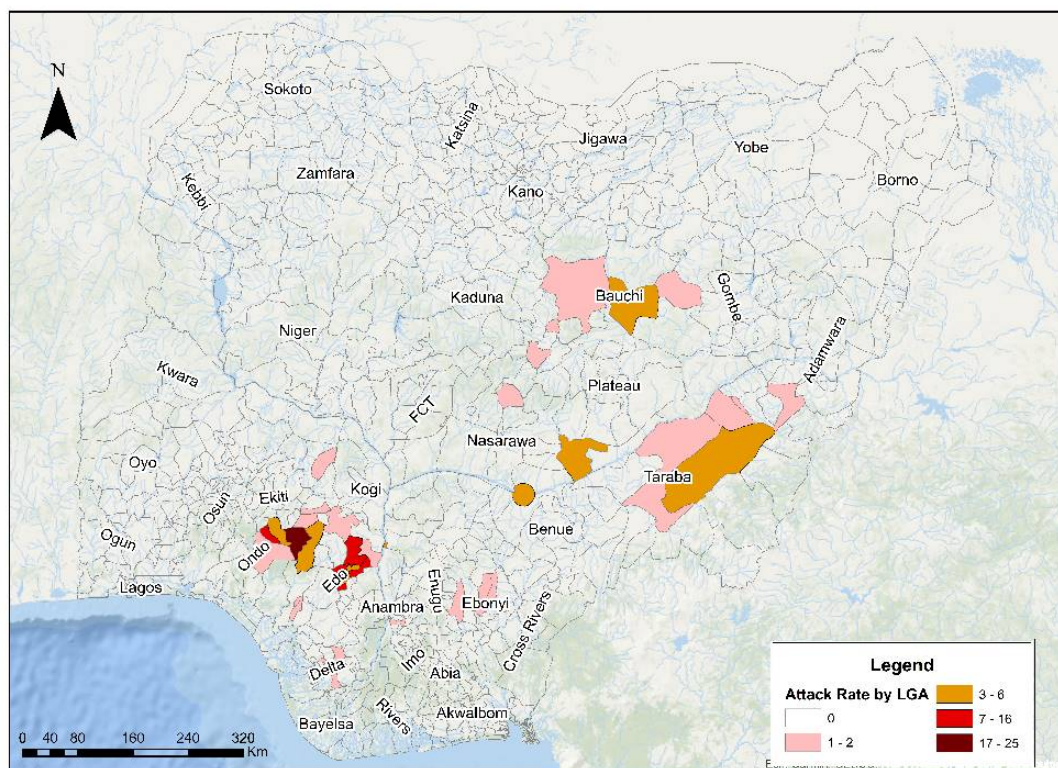 N
Sokoto
Katsina
Jigawa
Yobe
Zamfara
Kano
Borno
Kebbi
Kaduna
Bauchi
Gombe
Niger
Adamwara
Kwara
Plateau
FCT
Nasarawa
Oyo
Taraba
Ekiti
Kogi
Osun
Benue
Ogun
Ondo
Edo
Lagos
Anambra
Enugu
Ebonyi
Cross Rivers
Delta
Imo
Abia
Bayelsa
Rivers
Akwalbom
0 40 80 160 240 320
Km
Legend
Attack Rate by LGA
0
1 - 2
3 - 6
7 - 16
17 - 25